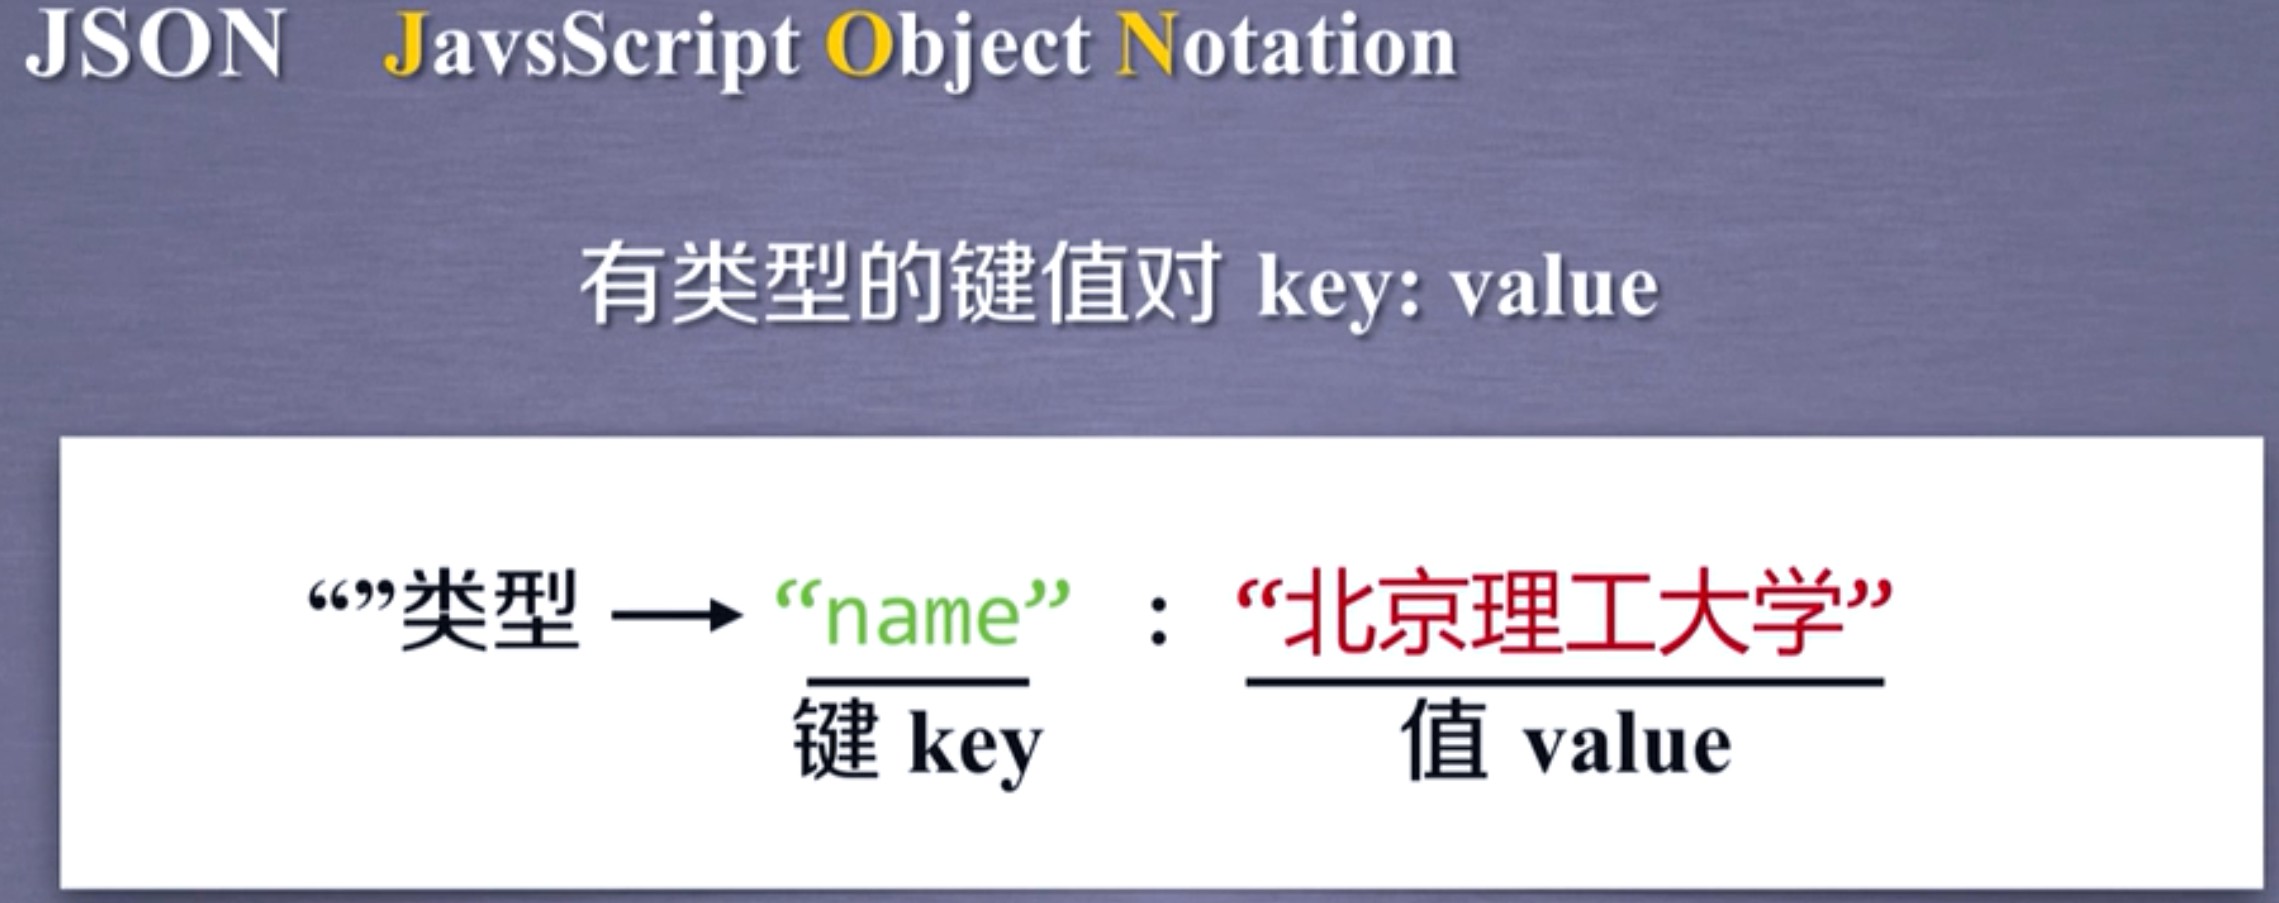 JSON JavsScript Object Notation
有类型的键值对 key: value
“”类型 → “name” : “北京理工大学”
键 key 值 value